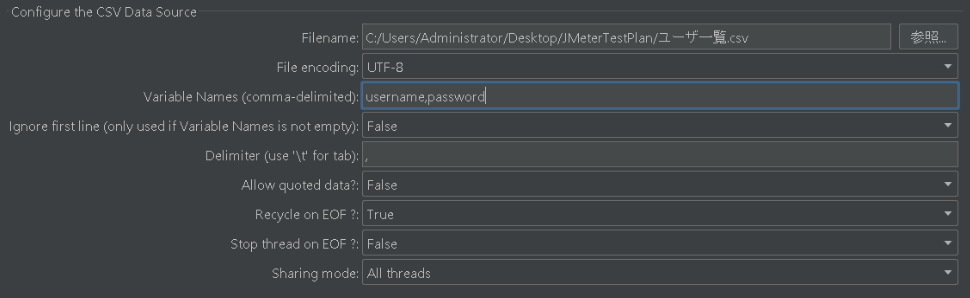 Configure the CSV Data Source
Filename: C:/Users/Administrator/Desktop/JMeterTestPlan/ユーザ一覧.csv 参照...
File encoding: UTF-8
Variable Names (comma-delimited): username,password
Ignore first line (only used if Variable Names is not empty): False
Delimiter (use '\t' for tab): ,
Allow quoted data?: False
Recycle on EOF ?: True
Stop thread on EOF ?: False
Sharing mode: All threads